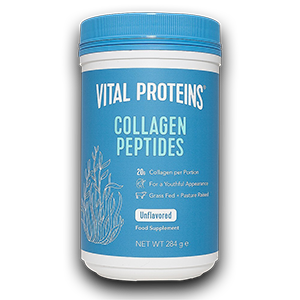 VITAL PROTEINS®
COLLAGEN
PEPTIDES
20g Collagen per Portion
For a Youthful Appearance
Grass Fed + Pasture Raised
Unflavored
Food Supplement
NET WT 284 g ℮